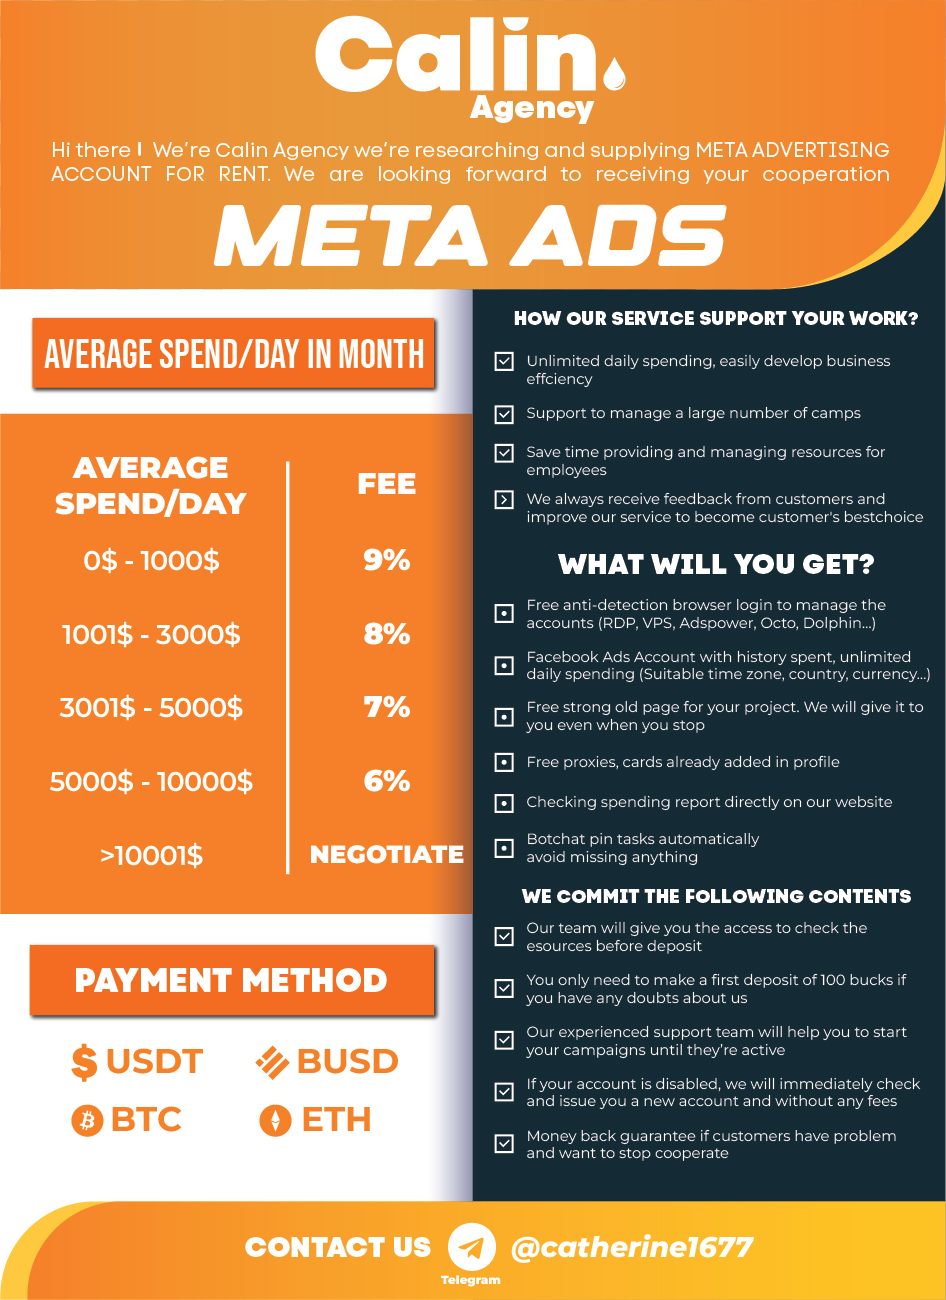 Calin
Agency
Hi there ! We're Calin Agency we're researching and supplying META ADVERTISING
ACCOUNT FOR RENT. We are looking forward to receiving your cooperation
META ADS
AVERAGE SPEND/DAY IN MONTH
AVERAGE
SPEND/DAY
FEE
0$ - 1000$
9%
1001$ - 3000$
8%
3001$ - 5000$
7%
5000$ - 10000$
6%
>10001$
NEGOTIATE
PAYMENT METHOD
USDT
BUSD
BTC
ETH
HOW OUR SERVICE SUPPORT YOUR WORK?
Unlimited daily spending, easily develop business
effciency
Support to manage a large number of camps
Save time providing and managing resources for
employees
We always receive feedback from customers and
improve our service to become customer's bestchoice
WHAT WILL YOU GET?
Free anti-detection browser login to manage the
accounts (RDP, VPS, Adspower, Octo, Dolphin...)
Facebook Ads Account with history spent, unlimited
daily spending (Suitable time zone, country, currency...)
Free strong old page for your project. We will give it to
you even when you stop
Free proxies, cards already added in profile
Checking spending report directly on our website
Botchat pin tasks automatically
avoid missing anything
WE COMMIT THE FOLLOWING CONTENTS
Our team will give you the access to check the
esources before deposit
You only need to make a first deposit of 100 bucks if
you have any doubts about us
Our experienced support team will help you to start
your campaigns until they're active
If your account is disabled, we will immediately check
and issue you a new account and without any fees
Money back guarantee if customers have problem
and want to stop cooperate
CONTACT US
Telegram
@catherine1677